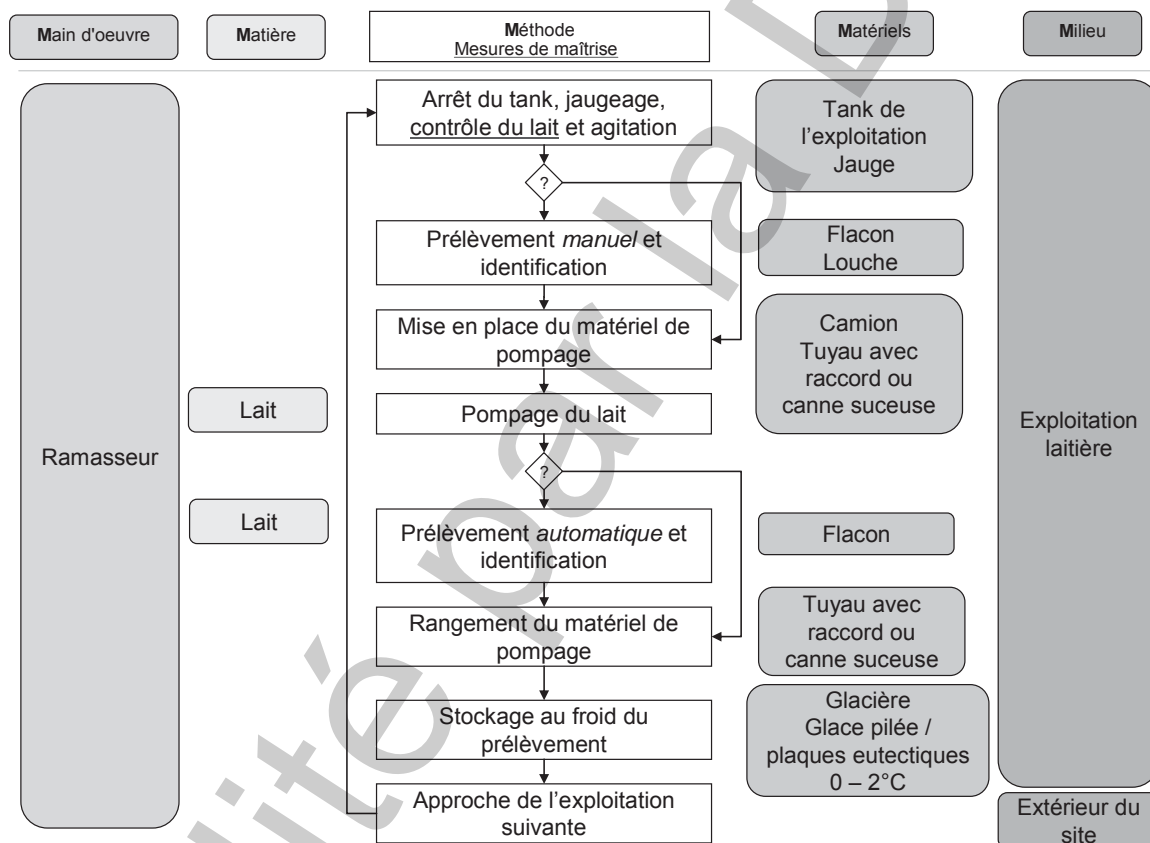 Main d'oeuvre
Matière
Méthode
Mesures de maîtrise
Matériels
Milieu
Arrêt du tank, jaugeage,
contrôle du lait et agitation
Tank de
l'exploitation
Jauge
?
Prélèvement manuel et
identification
Flacon
Louche
Mise en place du matériel de
pompage
Camion
Tuyau avec
raccord ou
canne suceuse
Lait
Pompage du lait
Exploitation
laitière
Ramasseur
?
Lait
Prélèvement automatique et
identification
Flacon
Rangement du matériel de
pompage
Tuyau avec
raccord ou
canne suceuse
Stockage au froid du
prélèvement
Glacière
Glace pilée /
plaques eutectiques
0 – 2°C
Approche de l'exploitation
suivante
Extérieur du
site
lité par la D